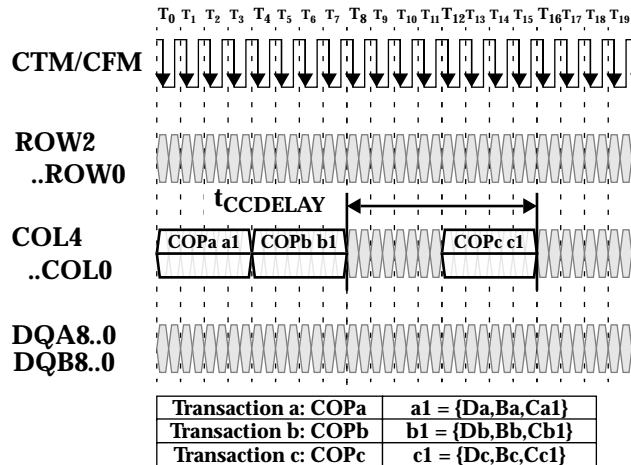 T0 T1 T2 T3 T4 T5 T6 T7 T8 T9 T10 T11 T12 T13 T14 T15 T16 T17 T18 T19
CTM/CFM
ROW2
..ROW0
tCCDELAY
COL4
..COL0
COPa a1 COPb b1 COPc c1
DQA8..0
DQB8..0
Transaction a: COPa a1 = {Da,Ba,Ca1}
Transaction b: COPb b1 = {Db,Bb,Cb1}
Transaction c: COPc c1 = {Dc,Bc,Cc1}